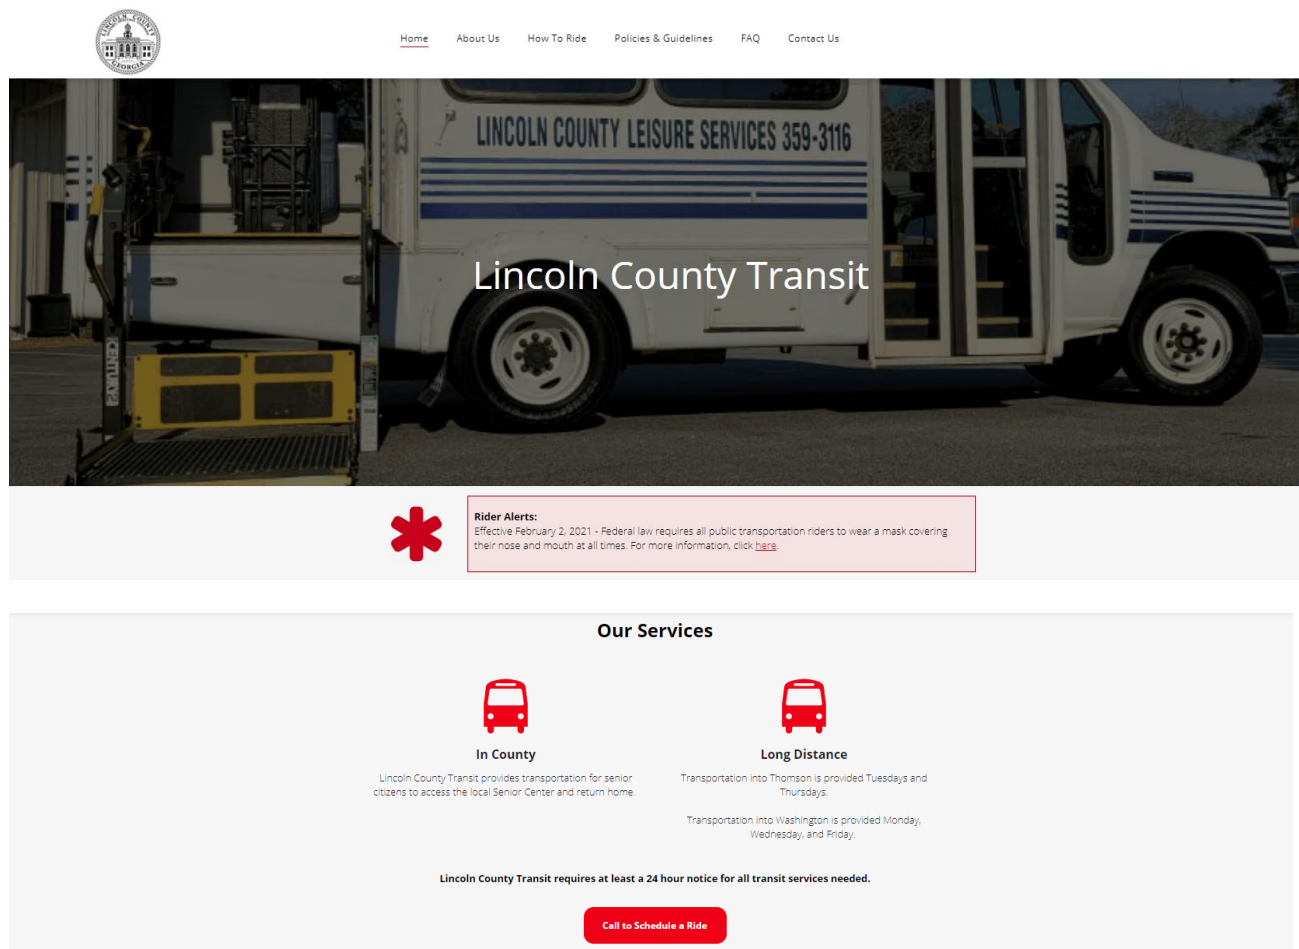 LINCOLN COUNTY
GEORGIA
Home
About Us
How To Ride
Policies & Guidelines
FAQ
Contact Us
LINCOLN COUNTY LEISURE SERVICES 359-3116
Lincoln County Transit
CENTURY2
Rider Alerts:
Effective February 2, 2021 - Federal law requires all public transportation riders to wear a mask covering
their nose and mouth at all times. For more information, click here.
Our Services
In County
Lincoln County Transit provides transportation for senior
citizens to access the local Senior Center and return home.
Long Distance
Transportation into Thomson is provided Tuesdays and
Thursdays.
Transportation into Washington is provided Monday,
Wednesday, and Friday.
Lincoln County Transit requires at least a 24 hour notice for all transit services needed.
Call to Schedule a Ride